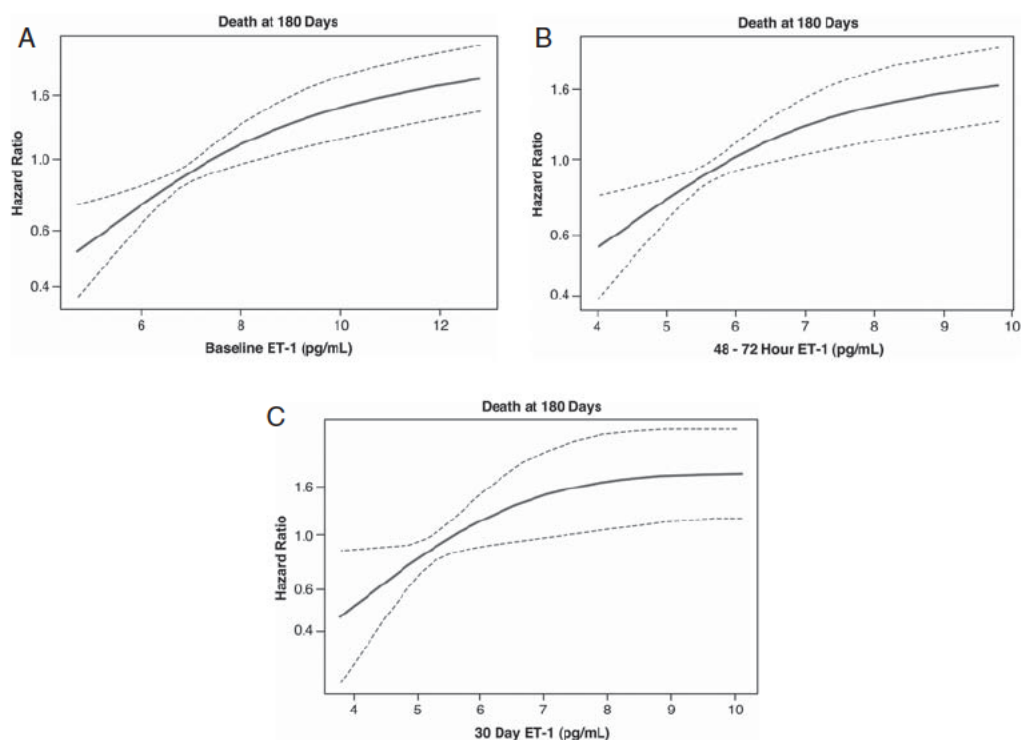 A
Death at 180 Days
Hazard Ratio
1.6
1.0
0.6
0.4
6 8 10 12
Baseline ET-1 (pg/mL)
B
Death at 180 Days
Hazard Ratio
1.6
1.0
0.6
0.4
4 5 6 7 8 9 10
48 - 72 Hour ET-1 (pg/mL)
C
Death at 180 Days
Hazard Ratio
1.6
1.0
0.6
0.4
4 5 6 7 8 9 10
30 Day ET-1 (pg/mL)